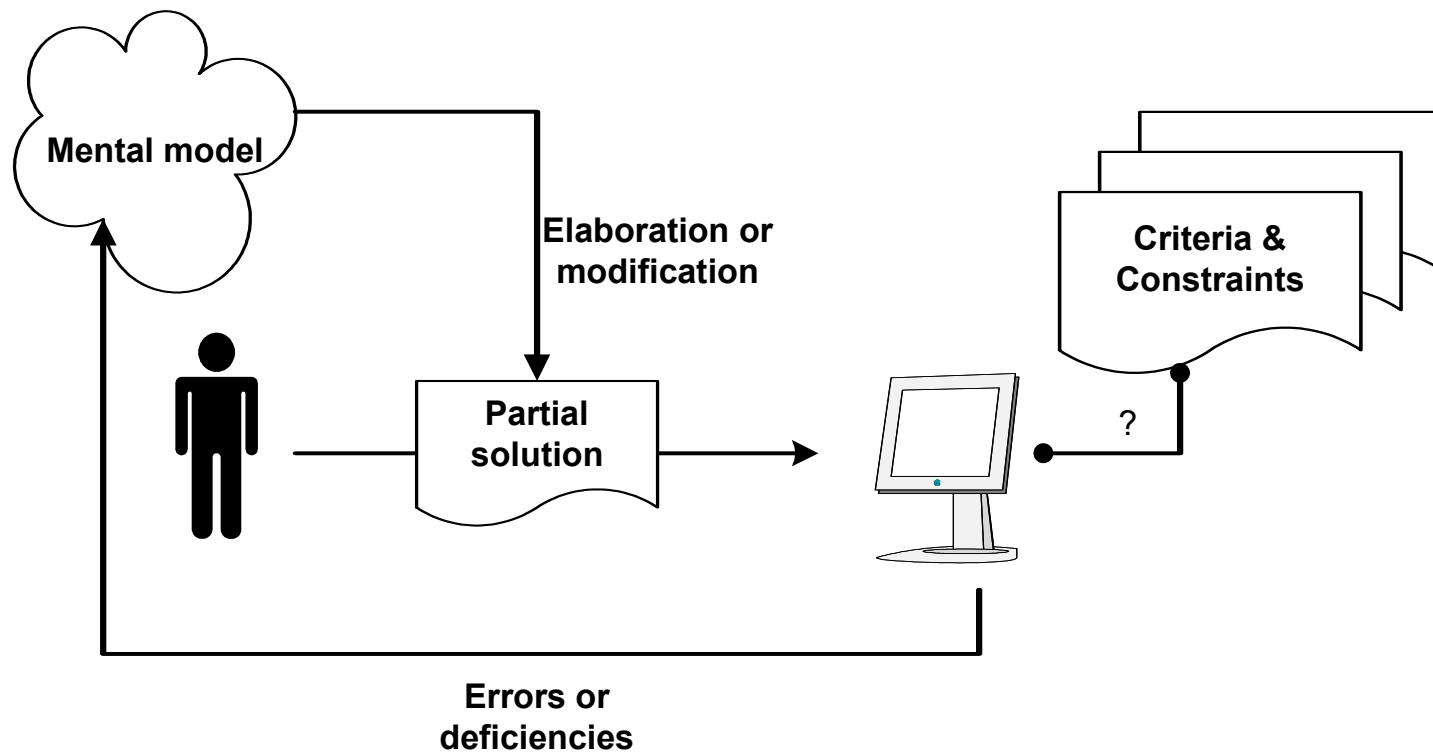 Mental model
Elaboration or
modification
Criteria &
Constraints
Partial
solution
?
Errors or
deficiencies